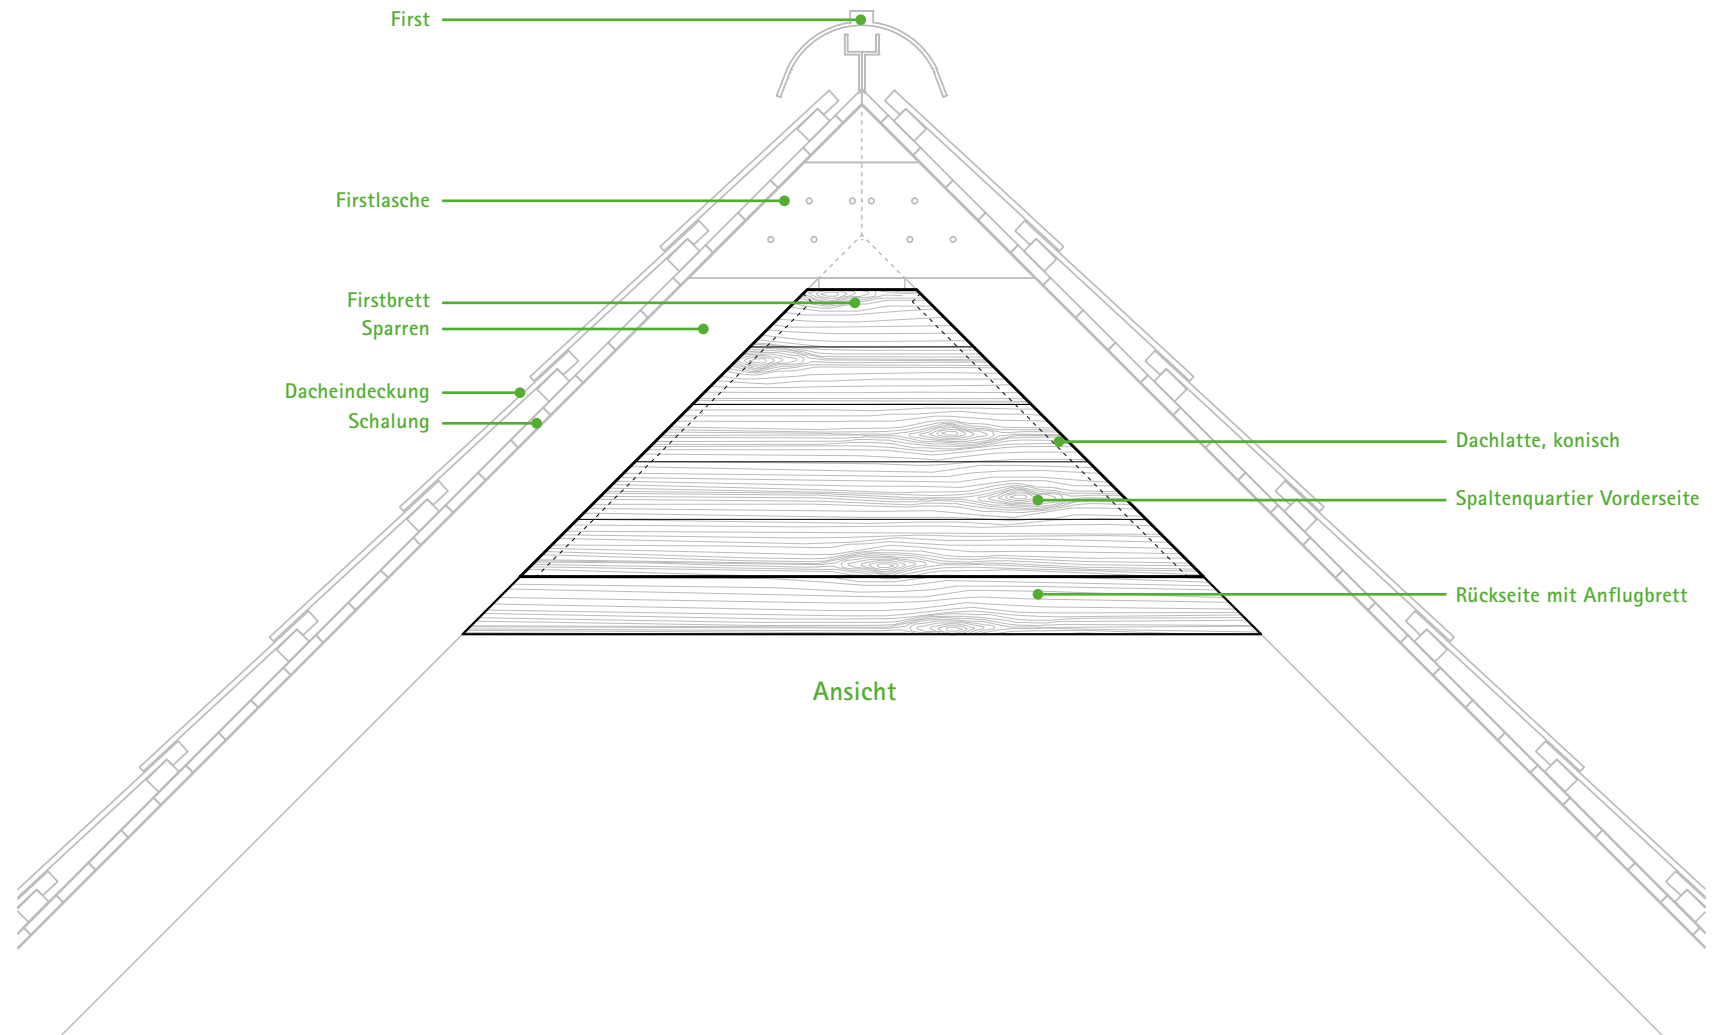 First
Firstlasche
Firstbrett
Sparren
Dacheindeckung
Schalung
Dachlatte, konisch
Spaltenquartier Vorderseite
Rückseite mit Anflugbrett
Ansicht